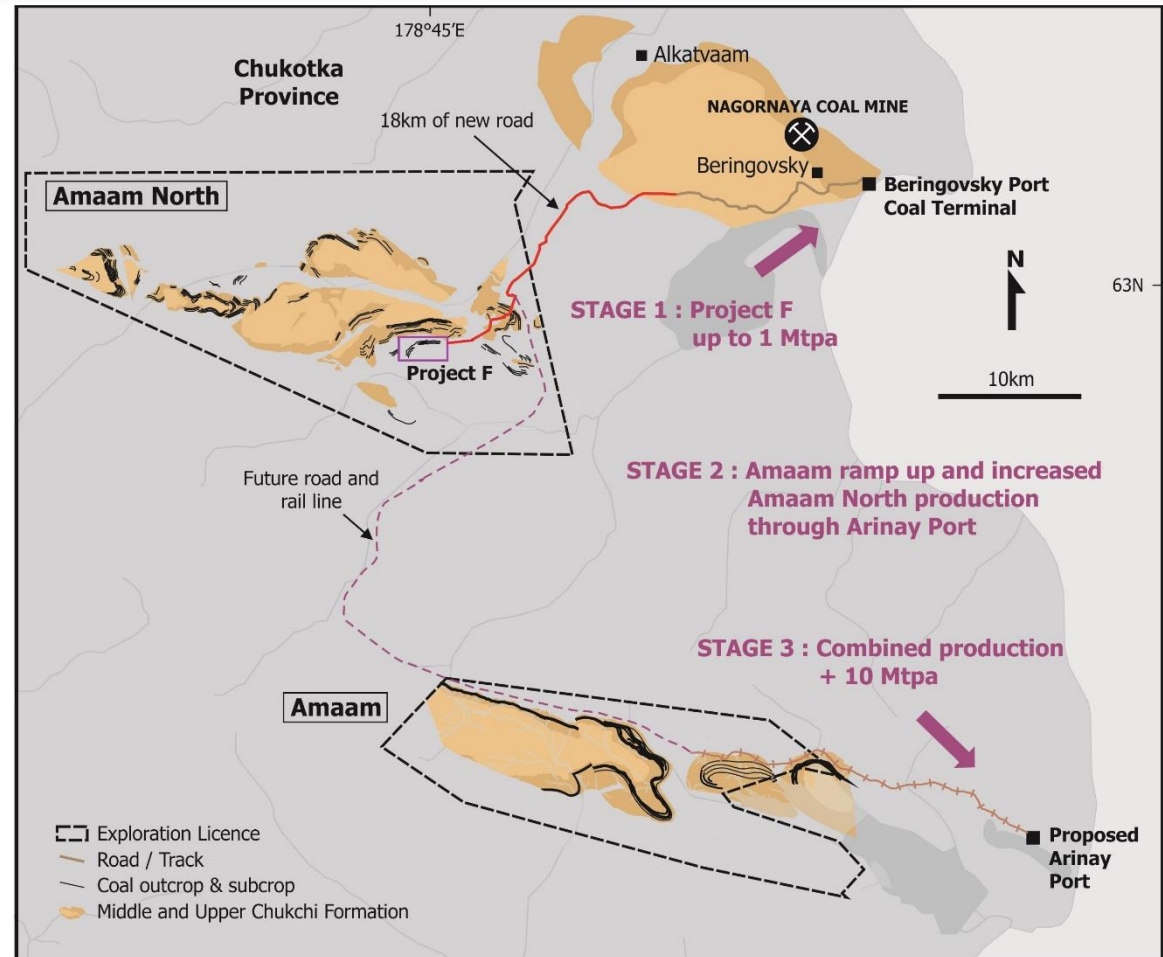 178°45'E
Chukotka
Province
Alkatvaam
NAGORNAYA COAL MINE
18km of new road
Beringovsky
Amaam North
Beringovsky Port
Coal Terminal
N
63N
STAGE 1 : Project F
up to 1 Mtpa
Project F
10km
STAGE 2 : Amaam ramp up and increased
Amaam North production
through Arinay Port
Future road and
rail line
STAGE 3 : Combined production
+ 10 Mtpa
Amaam
Exploration Licence
Road / Track
Coal outcrop & subcrop
Middle and Upper Chukchi Formation
Proposed
Arinay
Port